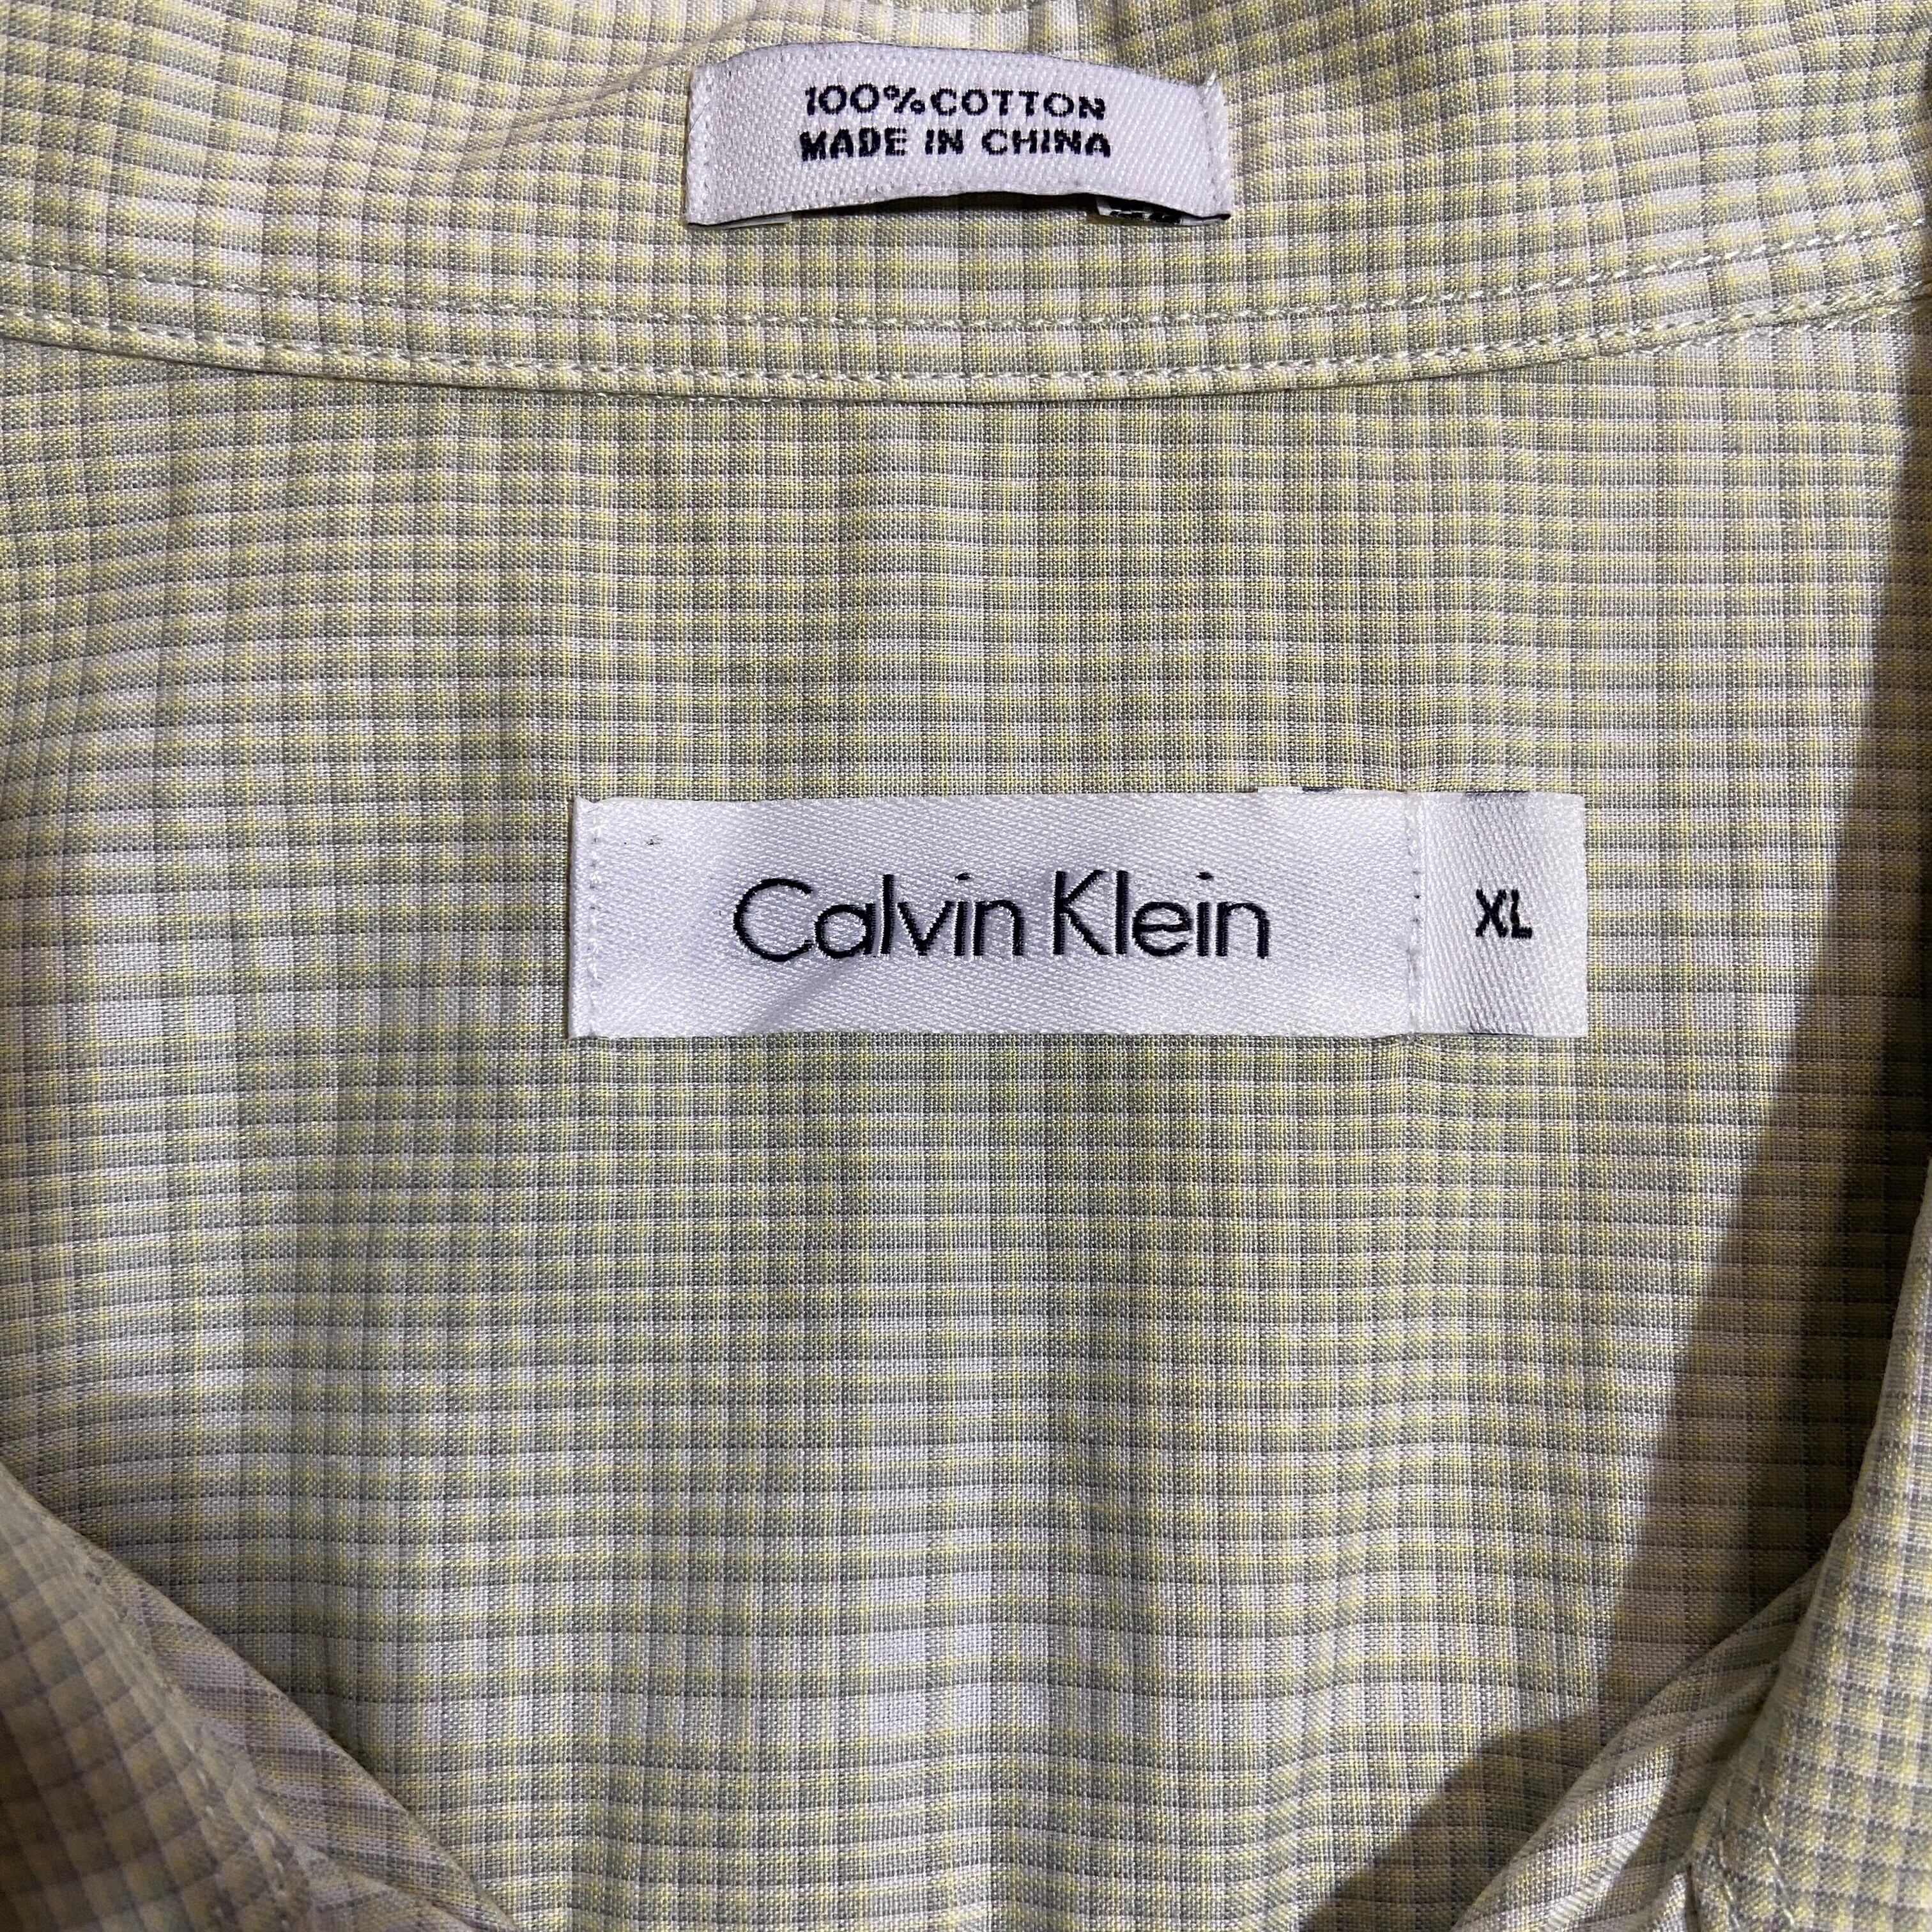 100%COTTON
MADE IN CHINA
Calvin Klein
XL